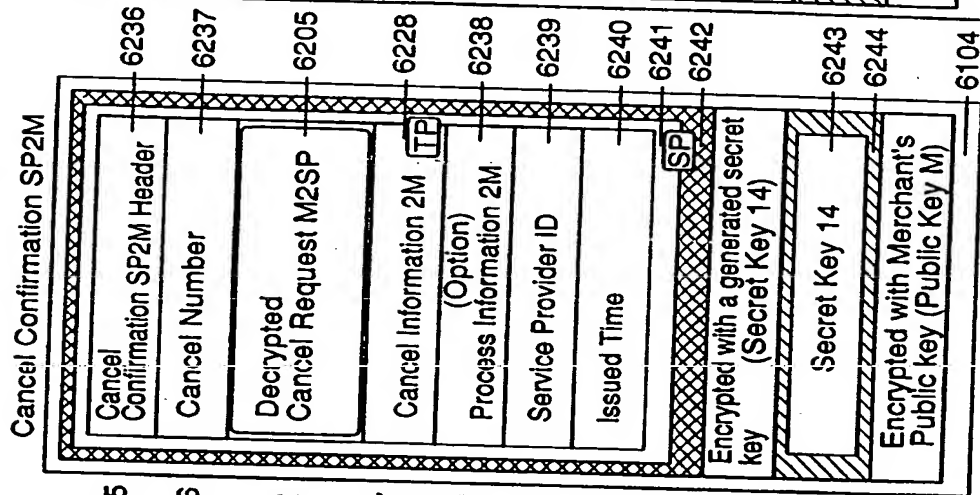 Cancel Confirmation SP2M
Cancel
Confirmation SP2M Header
6236
Cancel Number
6237
Decrypted
Cancel Request M2SP
6205
Cancel Information 2M
6228
TP
(Option)
Process Information 2M
6238
Service Provider ID
6239
Issued Time
6240
6241
SP
6242
Encrypted with a generated secret
key (Secret Key 14)
Secret Key 14
6243
6244
Encrypted with Merchant's
Public key (Public Key M)
6104
5
6